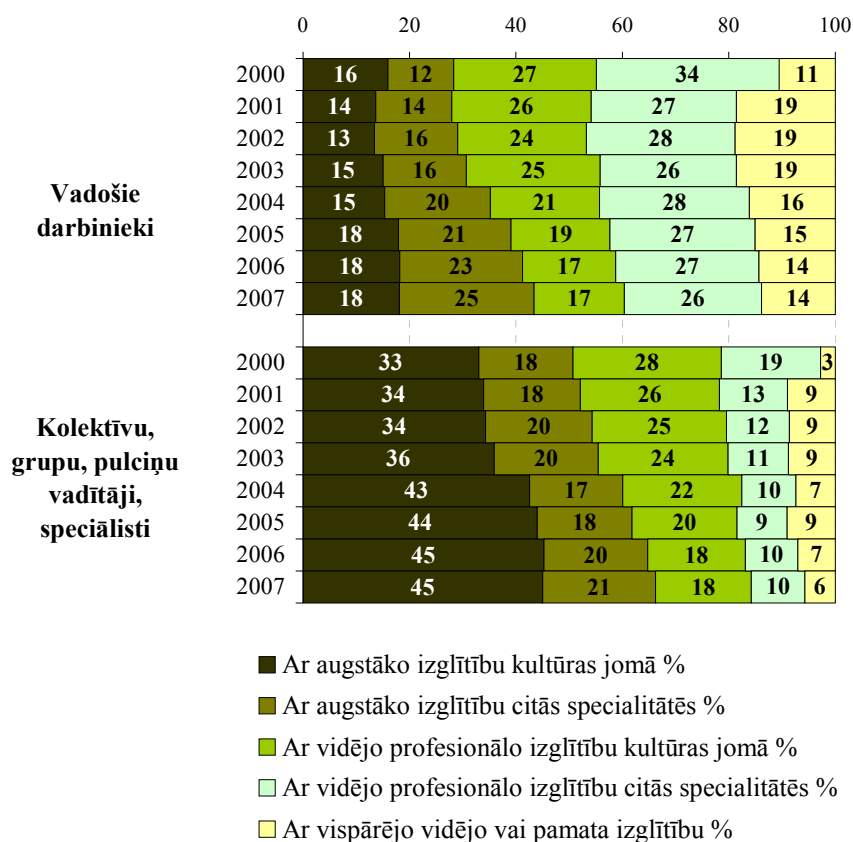 0 20 40 60 80 100
Vadošie
darbinieki
2000 16 12 27 34 11
2001 14 14 26 27 19
2002 13 16 24 28 19
2003 15 16 25 26 19
2004 15 20 21 28 16
2005 18 21 19 27 15
2006 18 23 17 27 14
2007 18 25 17 26 14
Kolektīvu,
grupu, pulciņu
vadītāji,
speciālisti
2000 33 18 28 19 3
2001 34 18 26 13 9
2002 34 20 25 12 9
2003 36 20 24 11 9
2004 43 17 22 10 7
2005 44 18 20 9 9
2006 45 20 18 10 7
2007 45 21 18 10 6
Ar augstāko izglītību kultūras jomā %
Ar augstāko izglītību citās specialitātēs %
Ar vidējo profesionālo izglītību kultūras jomā %
Ar vidējo profesionālo izglītību citās specialitātēs %
Ar vispārējo vidējo vai pamata izglītību %